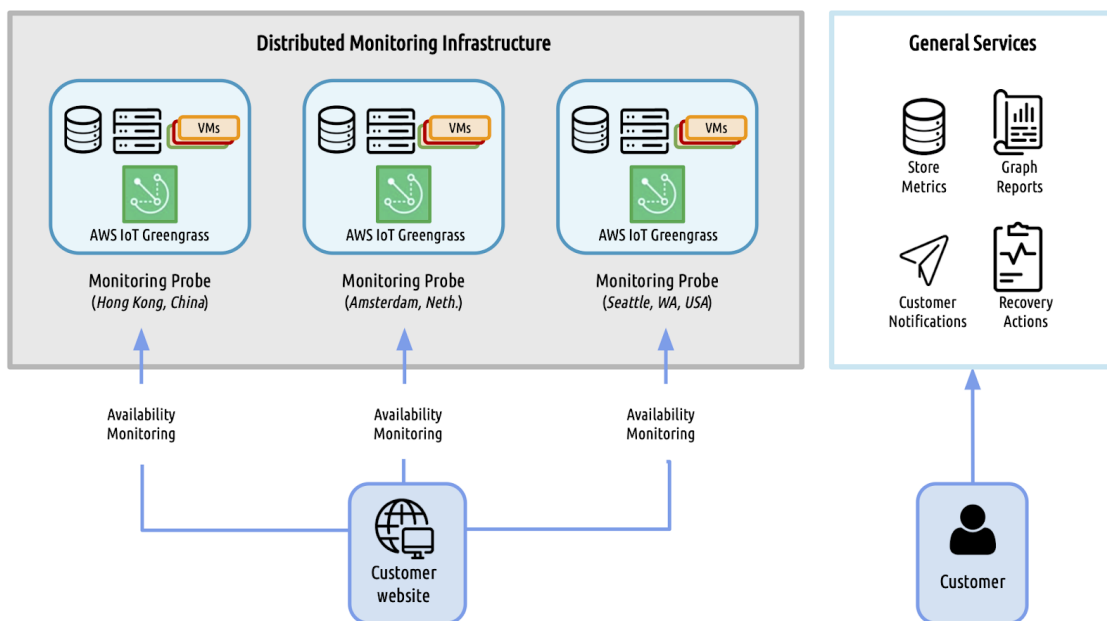 Distributed Monitoring Infrastructure
VMs
AWS IoT Greengrass
Monitoring Probe
(Hong Kong, China)
VMs
AWS IoT Greengrass
Monitoring Probe
(Amsterdam, Neth.)
VMs
AWS IoT Greengrass
Monitoring Probe
(Seattle, WA, USA)
Availability
Monitoring
Availability
Monitoring
Availability
Monitoring
Customer
website
General Services
Store
Metrics
Graph
Reports
Customer
Notifications
Recovery
Actions
Customer